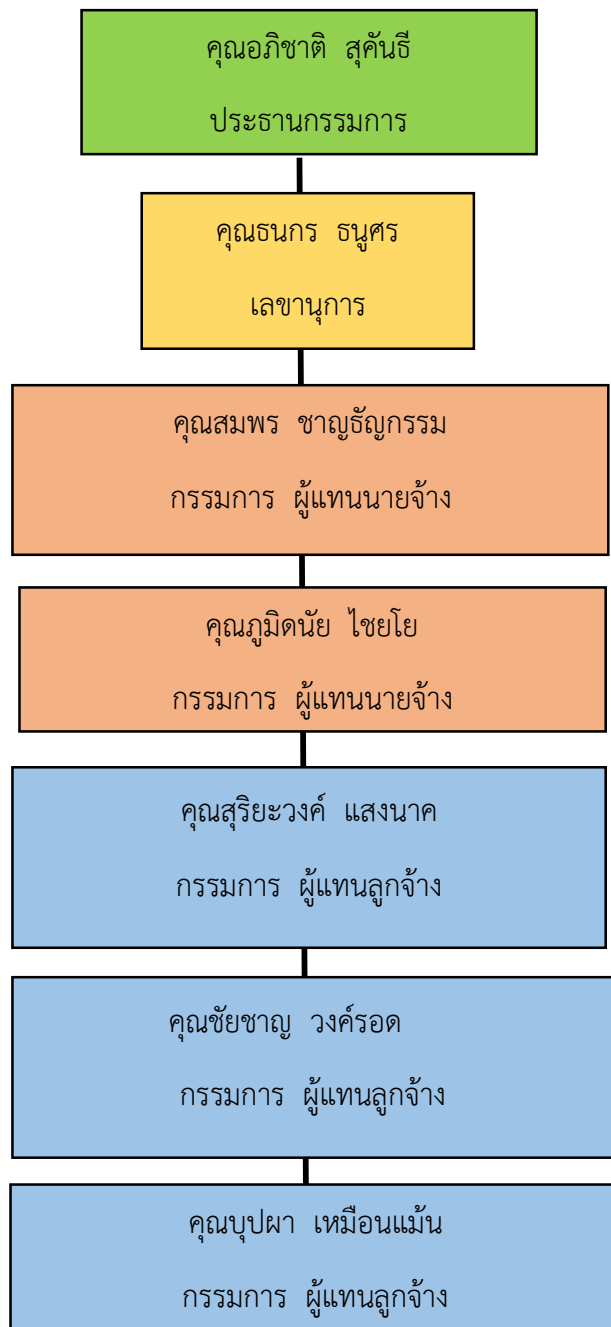 คุณอภิชาติ สุคันธี
ประธานกรรมการ
คุณธนกร ธนูศร
เลขานุการ
คุณสมพร ชาญธัญกรรม
กรรมการ ผู้แทนนายจ้าง
คุณภูมิดนัย ไชยโย
กรรมการ ผู้แทนนายจ้าง
คุณสุริยะวงค์ แสงนาค
กรรมการ ผู้แทนลูกจ้าง
คุณชัยชาญ วงค์รอด
กรรมการ ผู้แทนลูกจ้าง
คุณบุปผา เหมือนแม้น
กรรมการ ผู้แทนลูกจ้าง